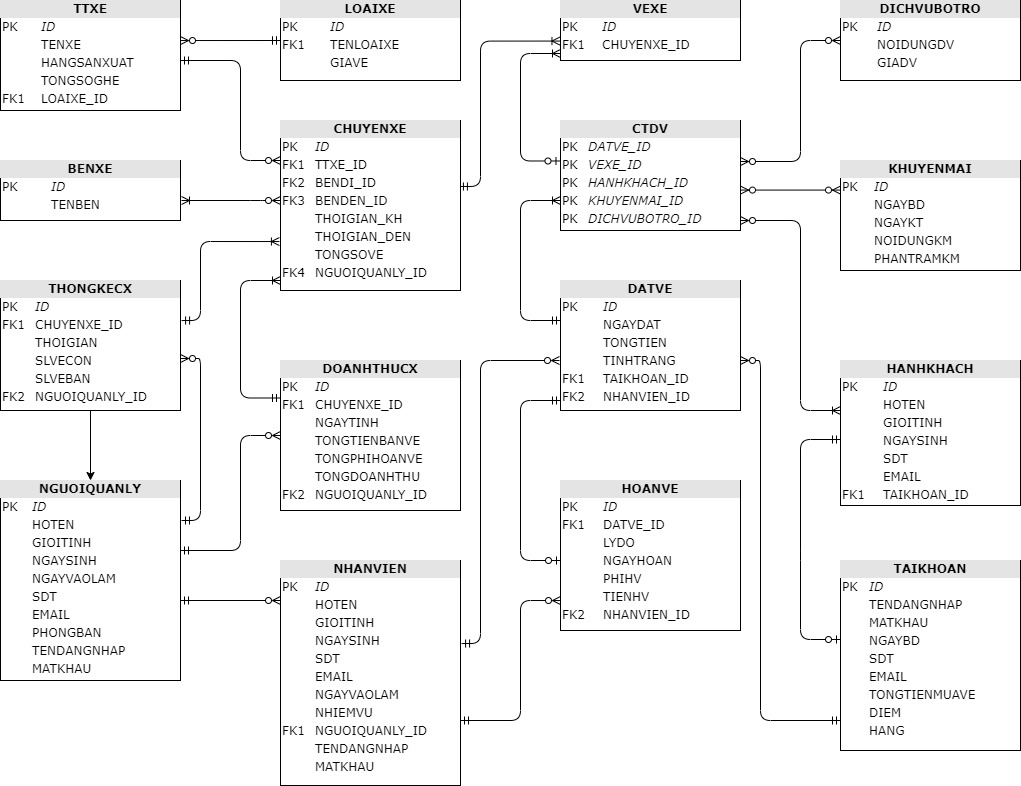 TTXE
PK ID
TENXE
HANGSANXUAT
TONGSOGHE
FK1 LOAIXE_ID
LOAIXE
PK ID
FK1 TENLOAIXE
GIAVE
VEXE
PK ID
FK1 CHUYENXE_ID
DICHVUBOTRO
PK ID
NOIDUNGDV
GIADV
BENXE
PK ID
TENBEN
CHUYENXE
PK ID
FK1 TTXE_ID
FK2 BENDI_ID
FK3 BENDEN_ID
THOIGIAN_KH
THOIGIAN_DEN
TONGSOVE
FK4 NGUOIQUANLY_ID
CTDV
PK DATVE_ID
PK VEXE_ID
PK HANHKHACH_ID
PK KHUYENMAI_ID
PK DICHVUBOTRO_ID
KHUYENMAI
PK ID
NGAYBD
NGAYKT
NOIDUNGKM
PHANTRAMKM
THONGKECX
PK ID
FK1 CHUYENXE_ID
THOIGIAN
SLVECON
SLVEBAN
FK2 NGUOIQUANLY_ID
DOANHTHUCX
PK ID
FK1 CHUYENXE_ID
NGAYTINH
TONGTIENBANVE
TONGPHIHOANVE
TONGDOANHTHU
FK2 NGUOIQUANLY_ID
DATVE
PK ID
NGAYDAT
TONGTIEN
TINHTRANG
FK1 TAIKHOAN_ID
FK2 NHANVIEN_ID
HANHKHACH
PK ID
HOTEN
GIOITINH
NGAYSINH
SDT
EMAIL
FK1 TAIKHOAN_ID
NGUOIQUANLY
PK ID
HOTEN
GIOITINH
NGAYSINH
NGAYVAOLAM
SDT
EMAIL
PHONGBAN
TENDANGNHAP
MATKHAU
NHANVIEN
PK ID
HOTEN
GIOITINH
NGAYSINH
SDT
EMAIL
NGAYVAOLAM
NHIEMVU
FK1 NGUOIQUANLY_ID
TENDANGNHAP
MATKHAU
HOANVE
PK ID
FK1 DATVE_ID
LYDO
NGAYHOAN
PHIHV
TIENHV
FK2 NHANVIEN_ID
TAIKHOAN
PK ID
TENDANGNHAP
MATKHAU
NGAYBD
SDT
EMAIL
TONGTIENMUAVE
DIEM
HANG